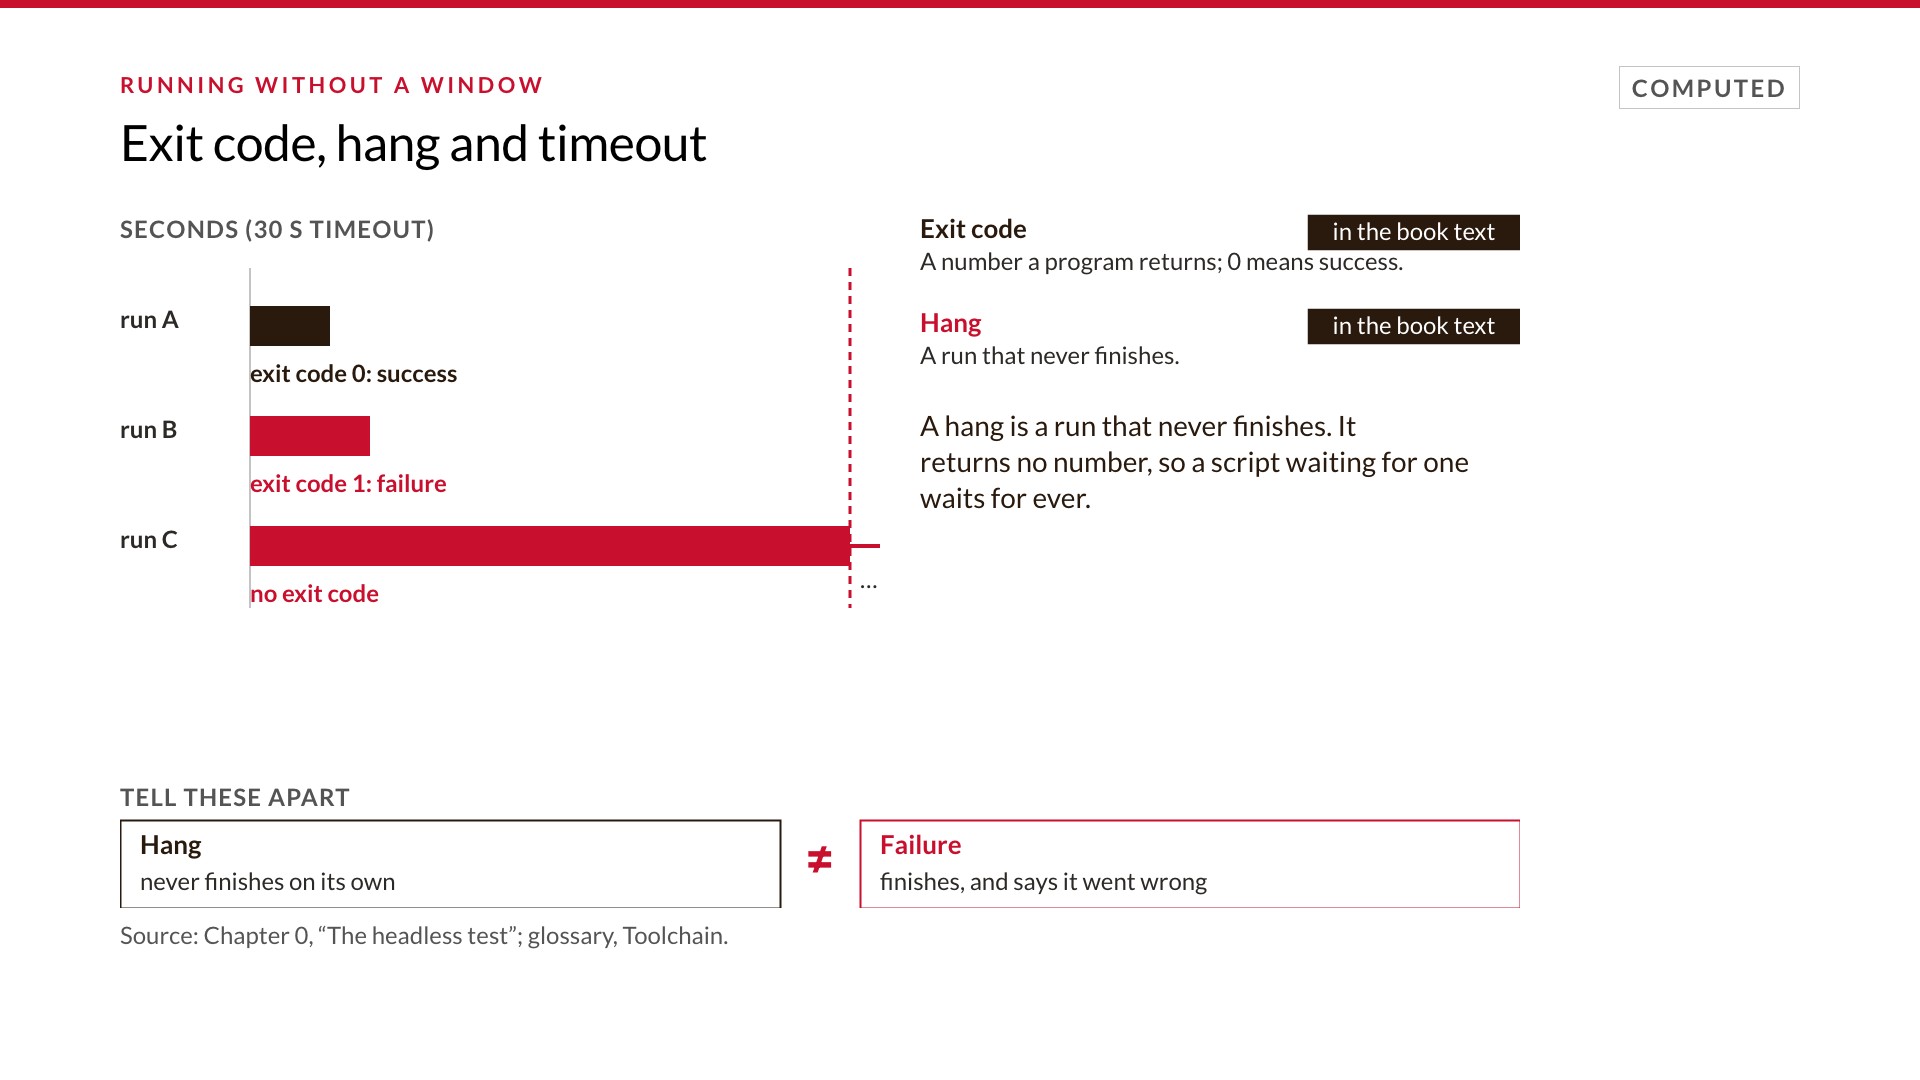 RUNNING WITHOUT A WINDOW
COMPUTED
Exit code, hang and timeout
SECONDS (30 S TIMEOUT)
run A
exit code 0: success
run B
exit code 1: failure
run C
...
no exit code
Exit code
in the book text
A number a program returns; 0 means success.
Hang
in the book text
A run that never finishes.
A hang is a run that never finishes. It
returns no number, so a script waiting for one
waits for ever.
TELL THESE APART
Hang
never finishes on its own
≠
Failure
finishes, and says it went wrong
Source: Chapter 0, “The headless test”; glossary, Toolchain.